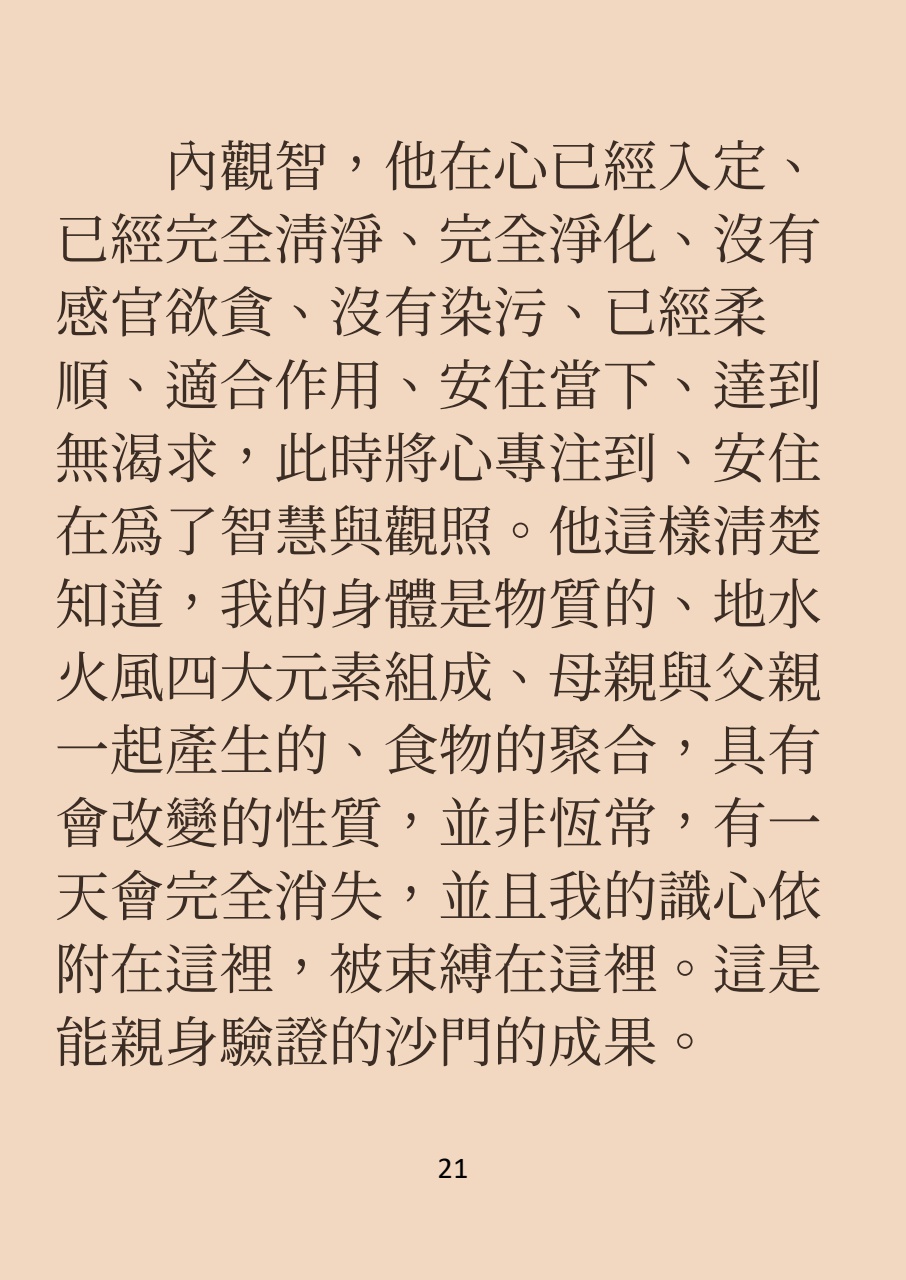 內觀智，他在心已經入定、
已經完全淸淨、完全淨化、沒有
感官欲貪、沒有染污、已經柔
順、適合作用、安住當下、達到
無渴求，此時將心專注到、安住
在爲了智慧與觀照。他這樣淸楚
知道，我的身體是物質的、地水
火風四大元素組成、母親與父親
一起產生的、食物的聚合，具有
會改變的性質，並非恆常，有一
天會完全消失，並且我的識心依
附在這裡，被束縛在這裡。這是
能親身驗證的沙門的成果。
21